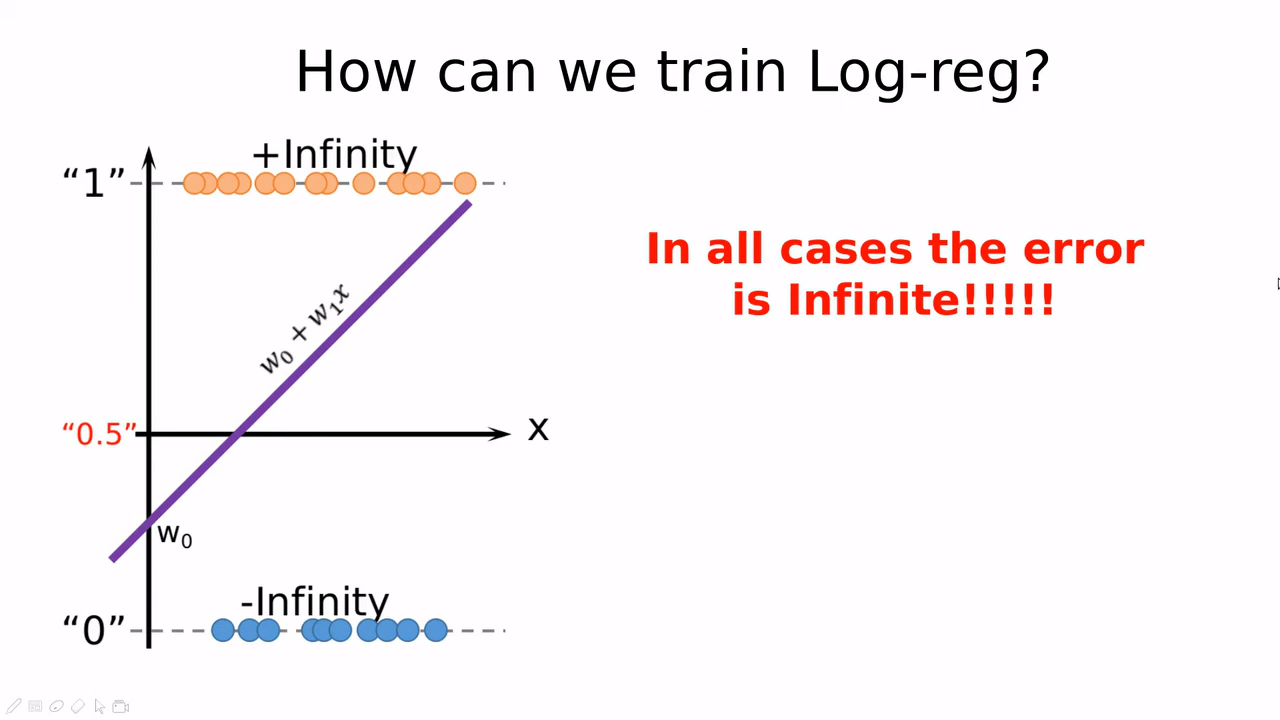 How can we train Log-reg?
+Infinity
“1”
In all cases the error
is Infinite!!!!!
w₀ + w₁x
“0.5”
x
w₀
-Infinity
“0”